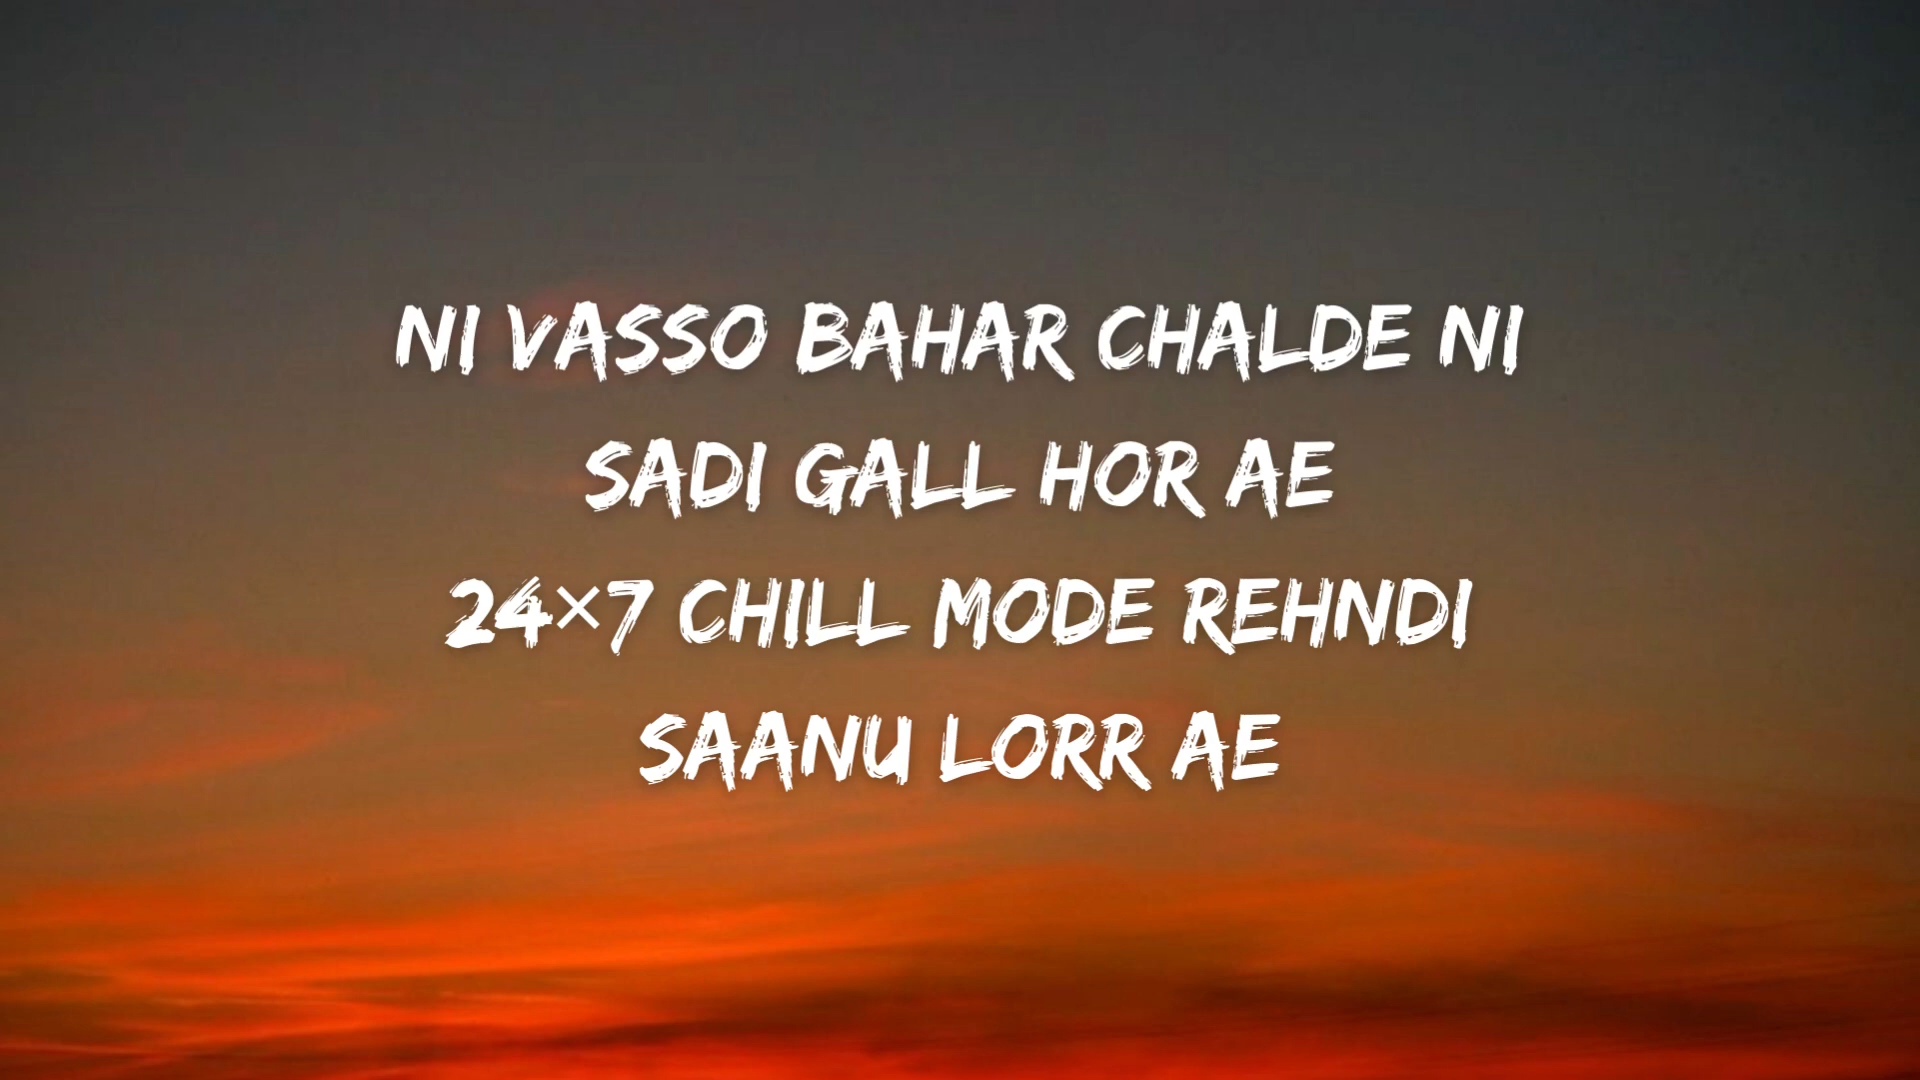 NI VASSO BAHAR CHALDE NI
SADI GALL HOR AE
24×7 CHILL MODE REHNDI
SAANU LORR AE